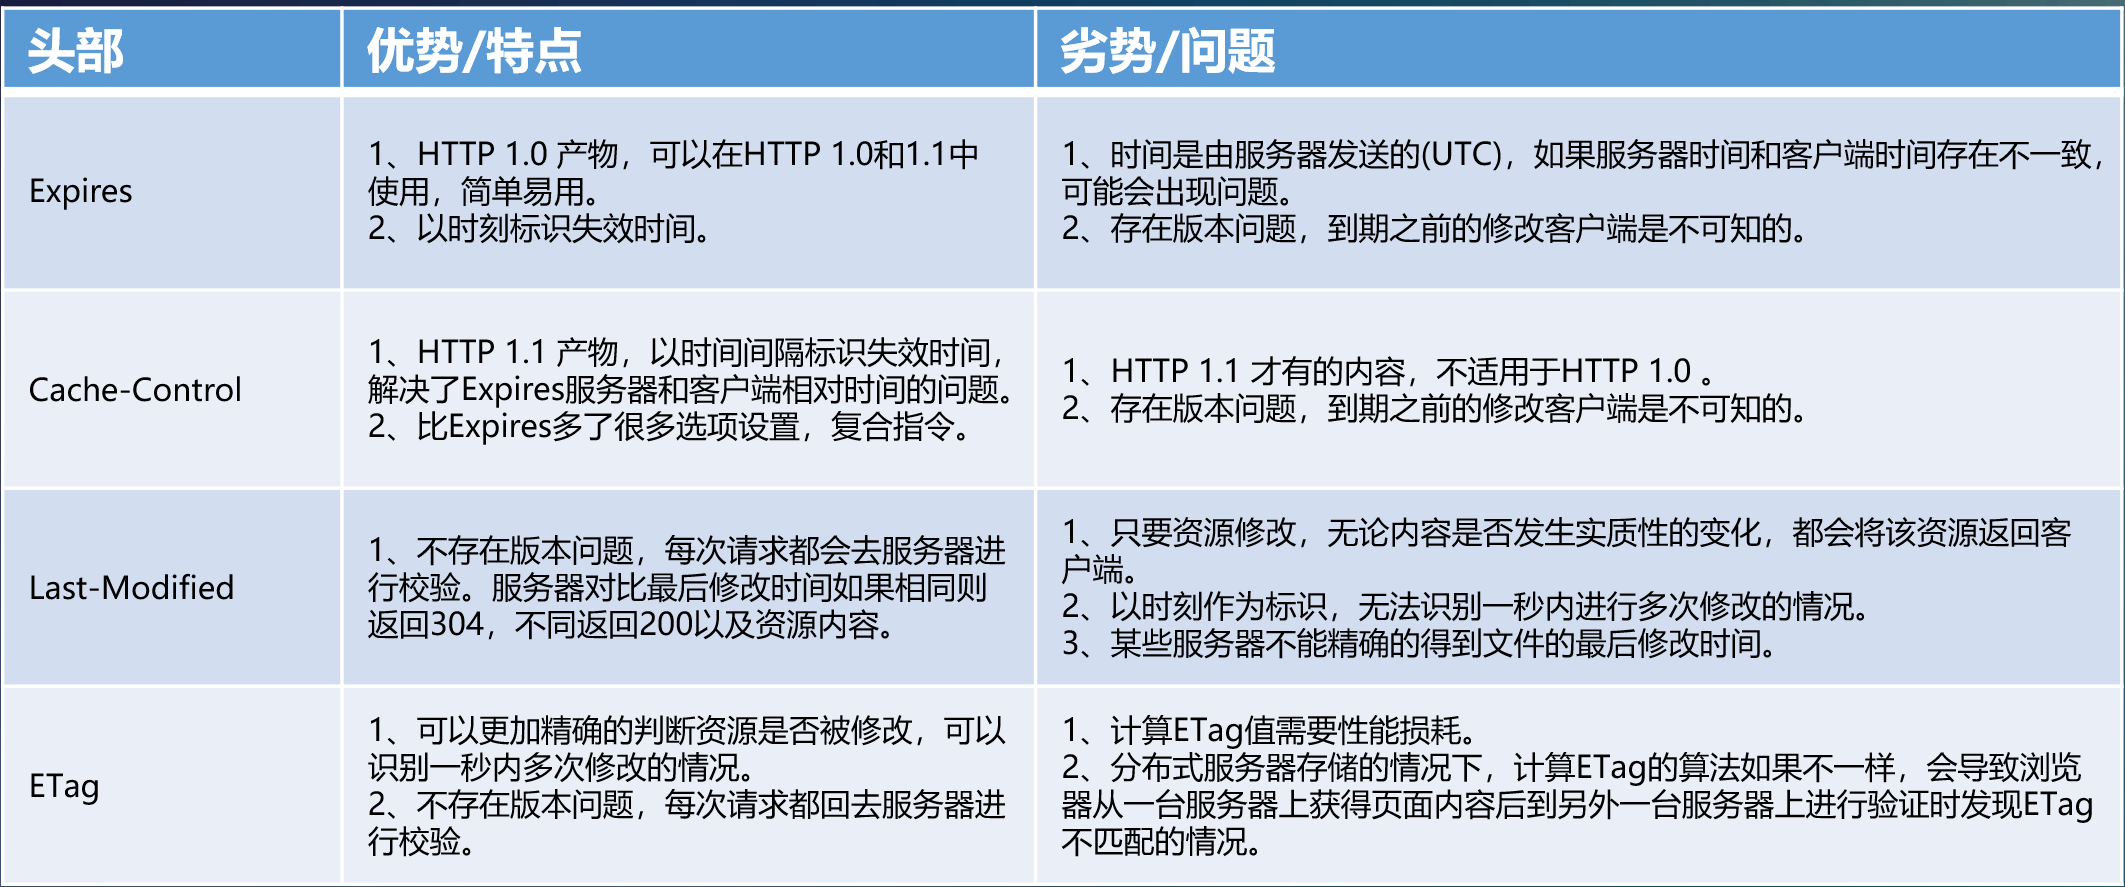 头部
优势/特点
劣势/问题
Expires
1、HTTP 1.0 产物，可以在HTTP 1.0和1.1中
使用，简单易用。
2、以时刻标识失效时间。
1、时间是由服务器发送的(UTC)，如果服务器时间和客户端时间存在不一致，
可能会出现问题。
2、存在版本问题，到期之前的修改客户端是不可知的。
Cache-Control
1、HTTP 1.1 产物，以时间间隔标识失效时间，
解决了Expires服务器和客户端相对时间的问题。
2、比Expires多了很多选项设置，复合指令。
1、HTTP 1.1 才有的内容，不适用于HTTP 1.0 。
2、存在版本问题，到期之前的修改客户端是不可知的。
Last-Modified
1、不存在版本问题，每次请求都会去服务器进
行校验。服务器对比最后修改时间如果相同则
返回304，不同返回200以及资源内容。
1、只要资源修改，无论内容是否发生实质性的变化，都会将该资源返回客
户端。
2、以时刻作为标识，无法识别一秒内进行多次修改的情况。
3、某些服务器不能精确的得到文件的最后修改时间。
ETag
1、可以更加精确的判断资源是否被修改，可以
识别一秒内多次修改的情况。
2、不存在版本问题，每次请求都回去服务器进
行校验。
1、计算ETag值需要性能损耗。
2、分布式服务器存储的情况下，计算ETag的算法如果不一样，会导致浏览
器从一台服务器上获得页面内容后到另外一台服务器上进行验证时发现ETag
不匹配的情况。